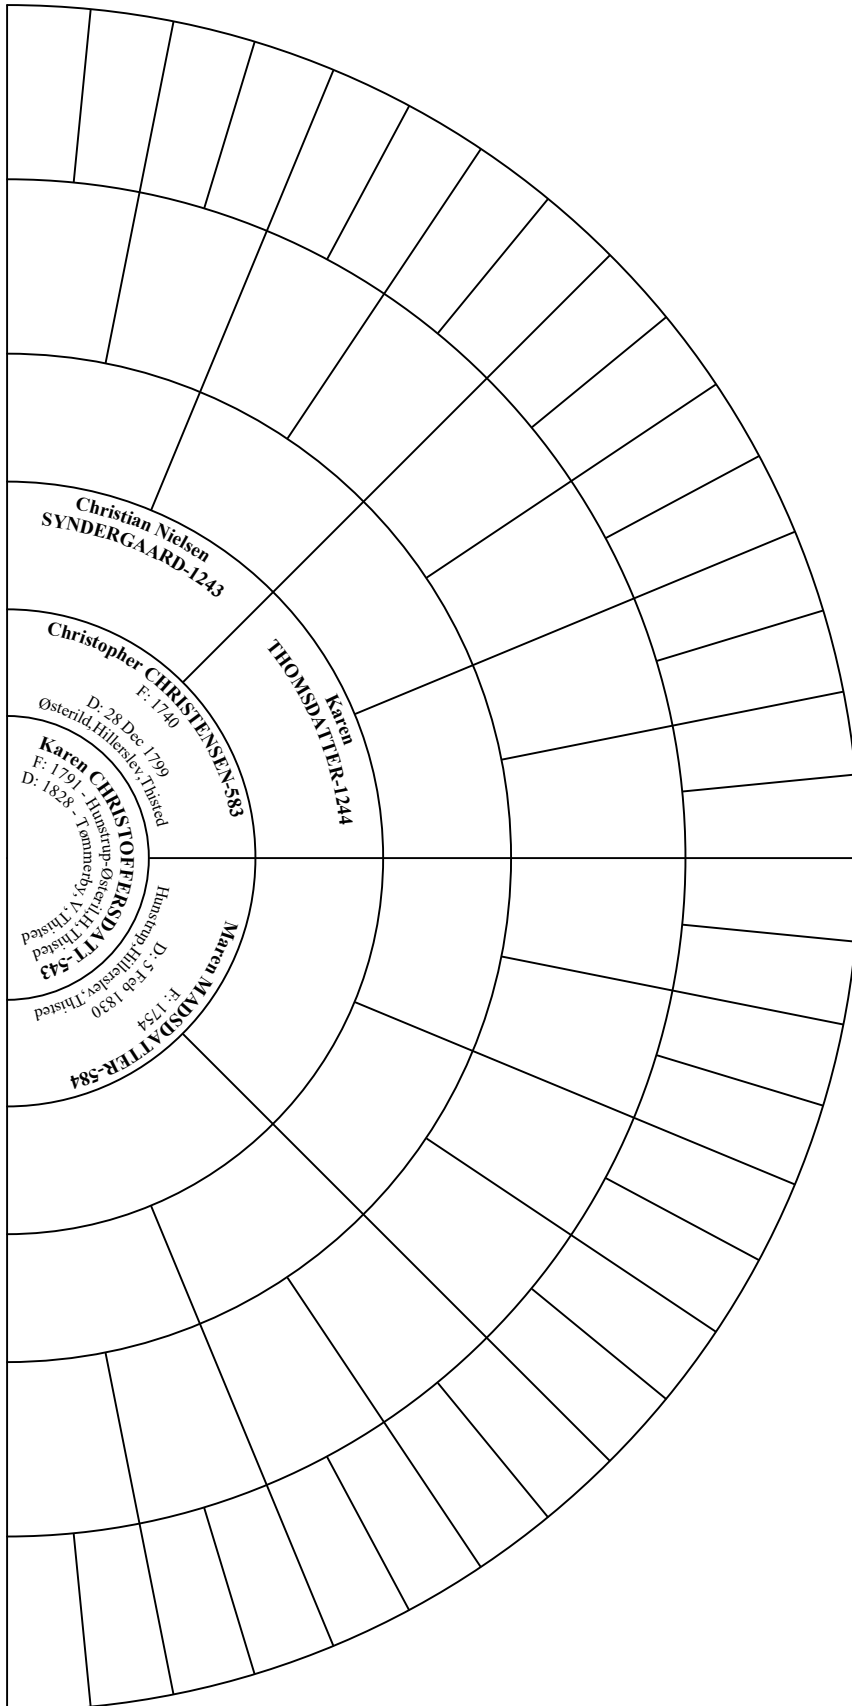 Karen CHRISTOFFERSDATT-543
F: 1791 - Hunstrup-Østeril,H,Thisted
D: 1828 - Tømmerby, V,Thisted
Christopher CHRISTENSEN-583
F: 1740
D: 28 Dec 1799
Østerild,Hillerslev,Thisted
Maren MADSDATTER-584
F: 1754
D: 5 Feb 1830
Hunstrup,Hillerslev,Thisted
Christian Nielsen
SYNDERGAARD-1243
Karen
THOMSDATTER-1244